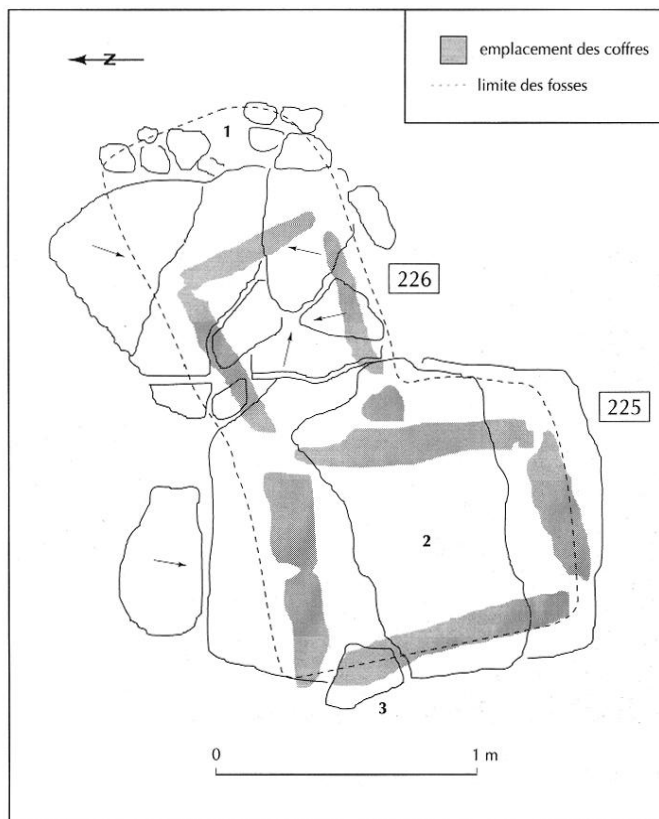 emplacement des coffres
limite des fosses
N
1
226
225
2
3
0 1 m